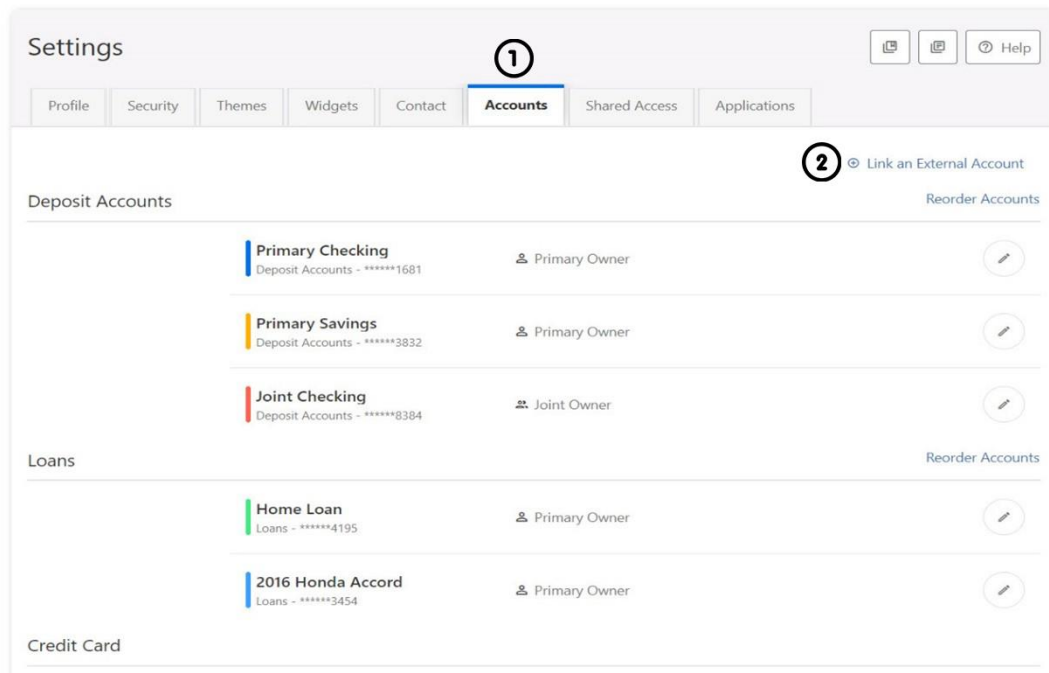 Settings
Help
1
Profile Security Themes Widgets Contact Accounts Shared Access Applications
2 Link an External Account
Deposit Accounts Reorder Accounts
Primary Checking
Deposit Accounts - ******1681
Primary Owner
Primary Savings
Deposit Accounts - ******3832
Primary Owner
Joint Checking
Deposit Accounts - ******8384
Joint Owner
Loans Reorder Accounts
Home Loan
Loans - ******4195
Primary Owner
2016 Honda Accord
Loans - ******3454
Primary Owner
Credit Card